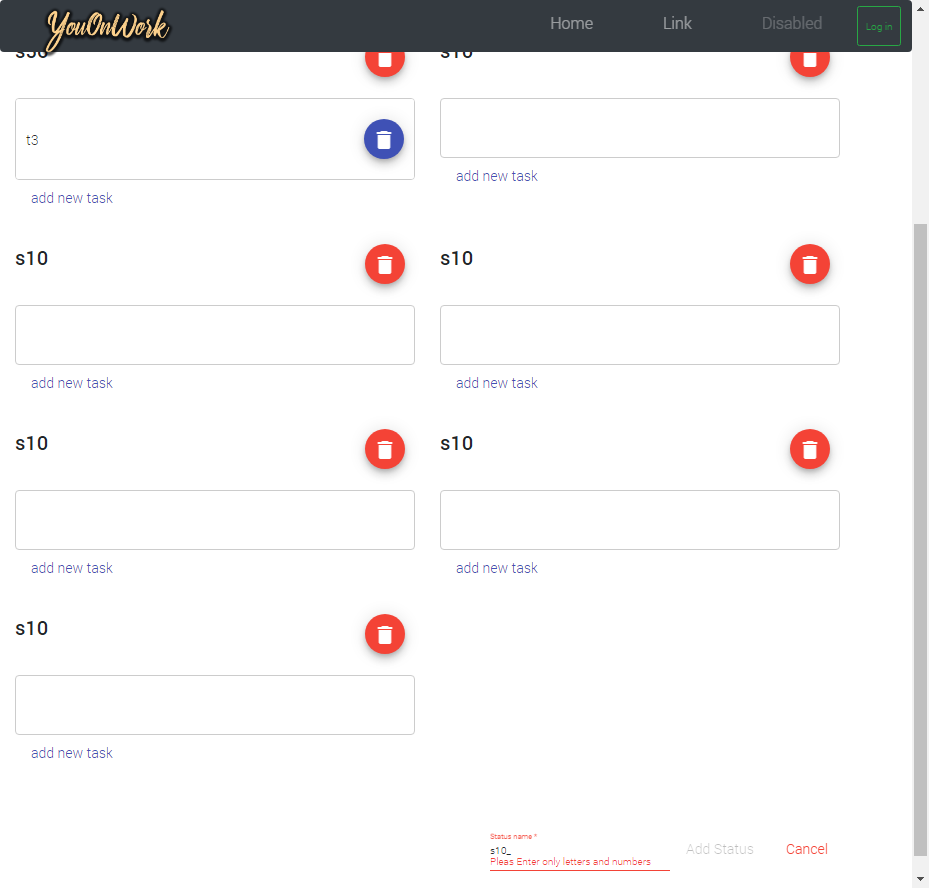 YouOnWork Home Link Disabled Log in
s10
t3
add new task add new task
s10 s10
add new task add new task
s10 s10
add new task add new task
s10
add new task
Status name *
s10_ Add Status Cancel
Pleas Enter only letters and numbers